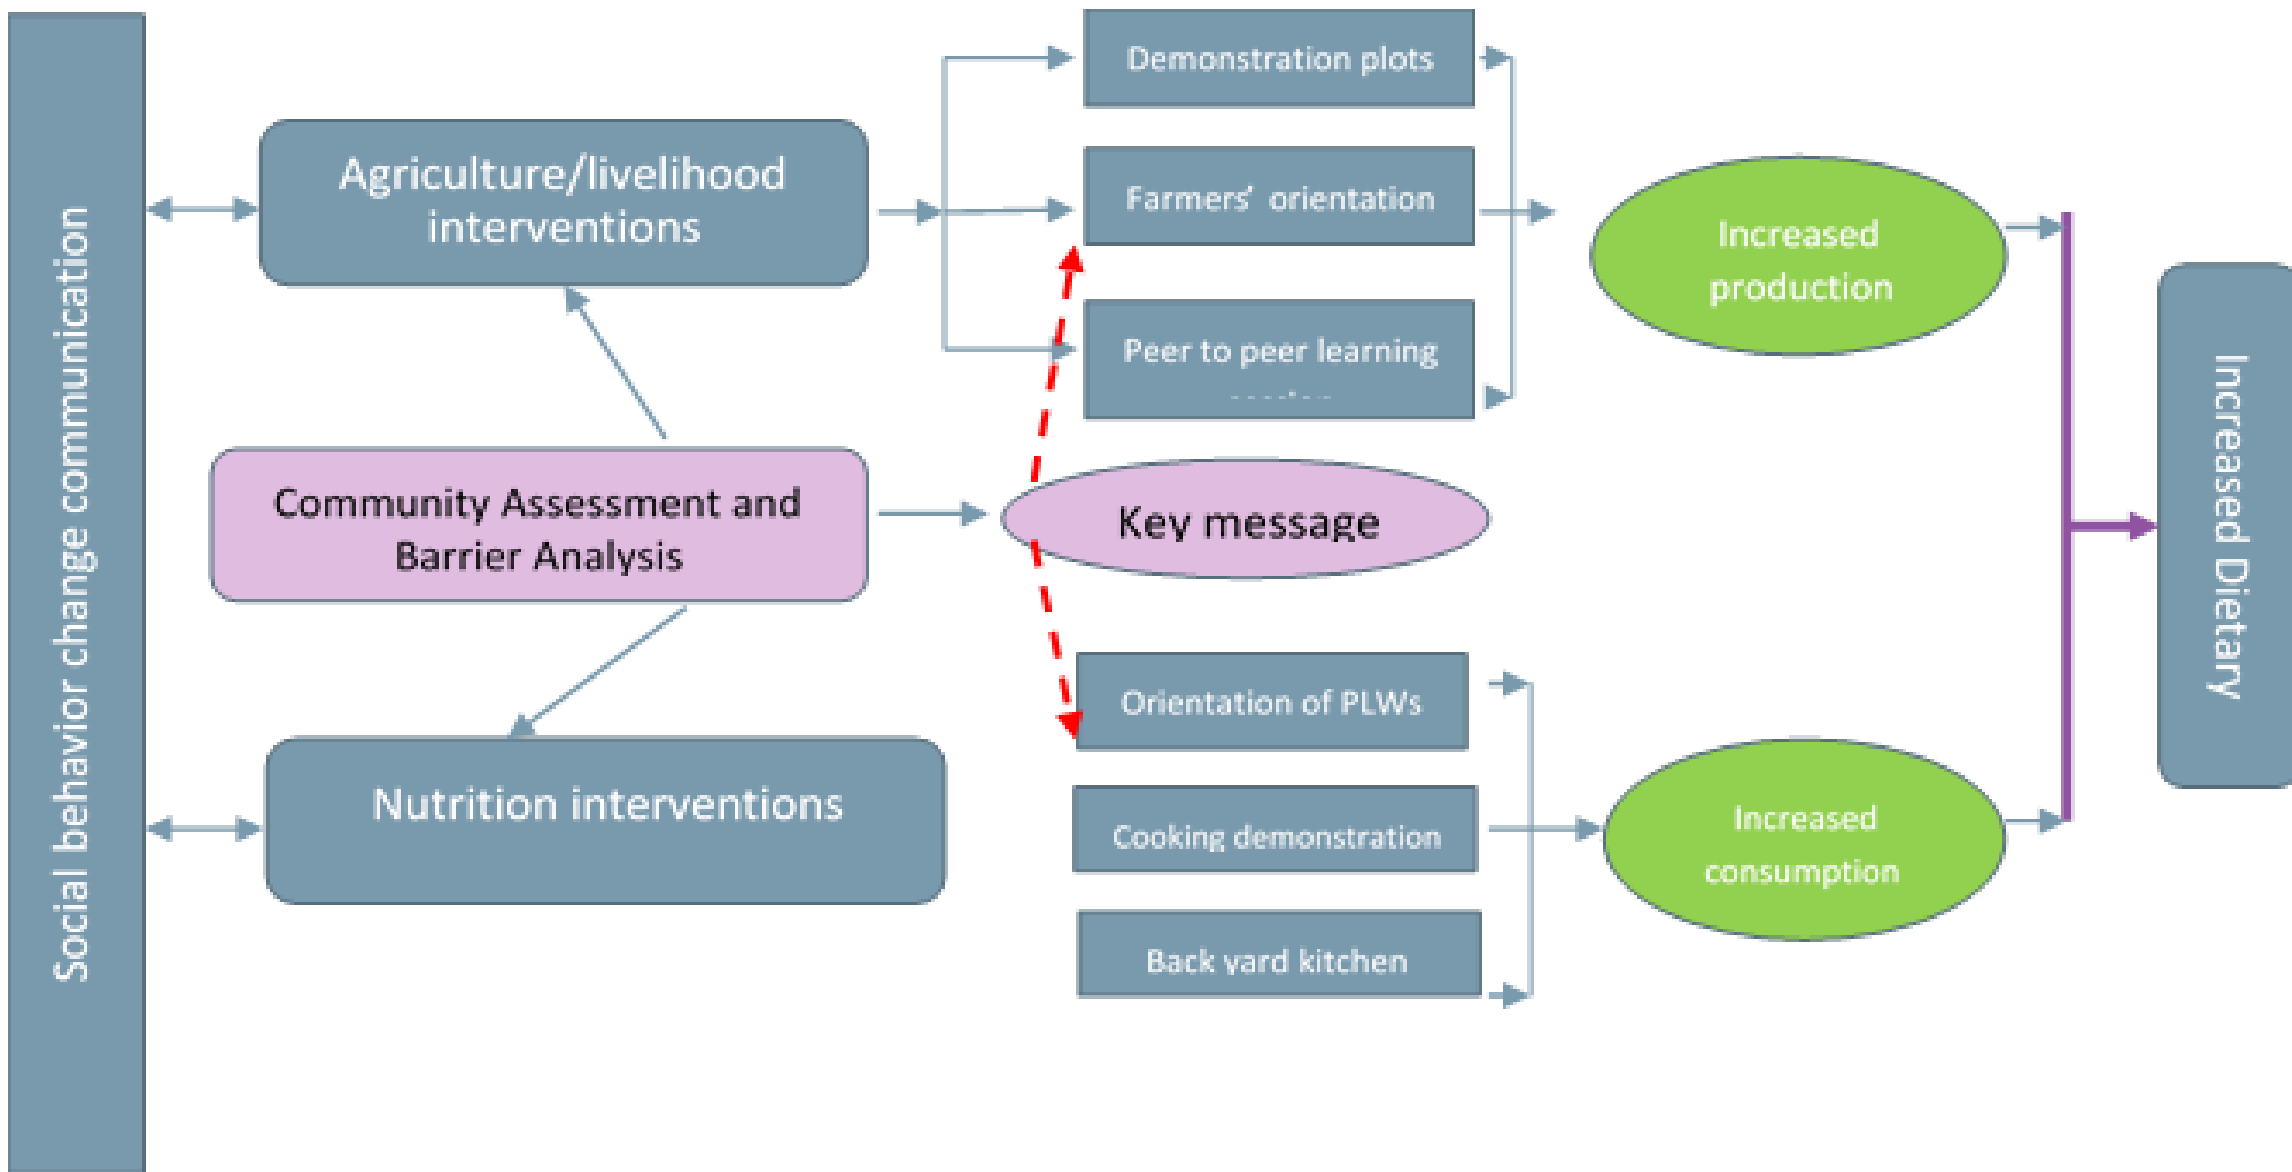 Social behavior change communication
Agriculture/livelihood
interventions
Community Assessment and
Barrier Analysis
Nutrition interventions
Demonstration plots
Farmers' orientation
Peer to peer learning
Key message
Orientation of PLWs
Cooking demonstration
Back yard kitchen
Increased
production
Increased
consumption
Increased Dietary